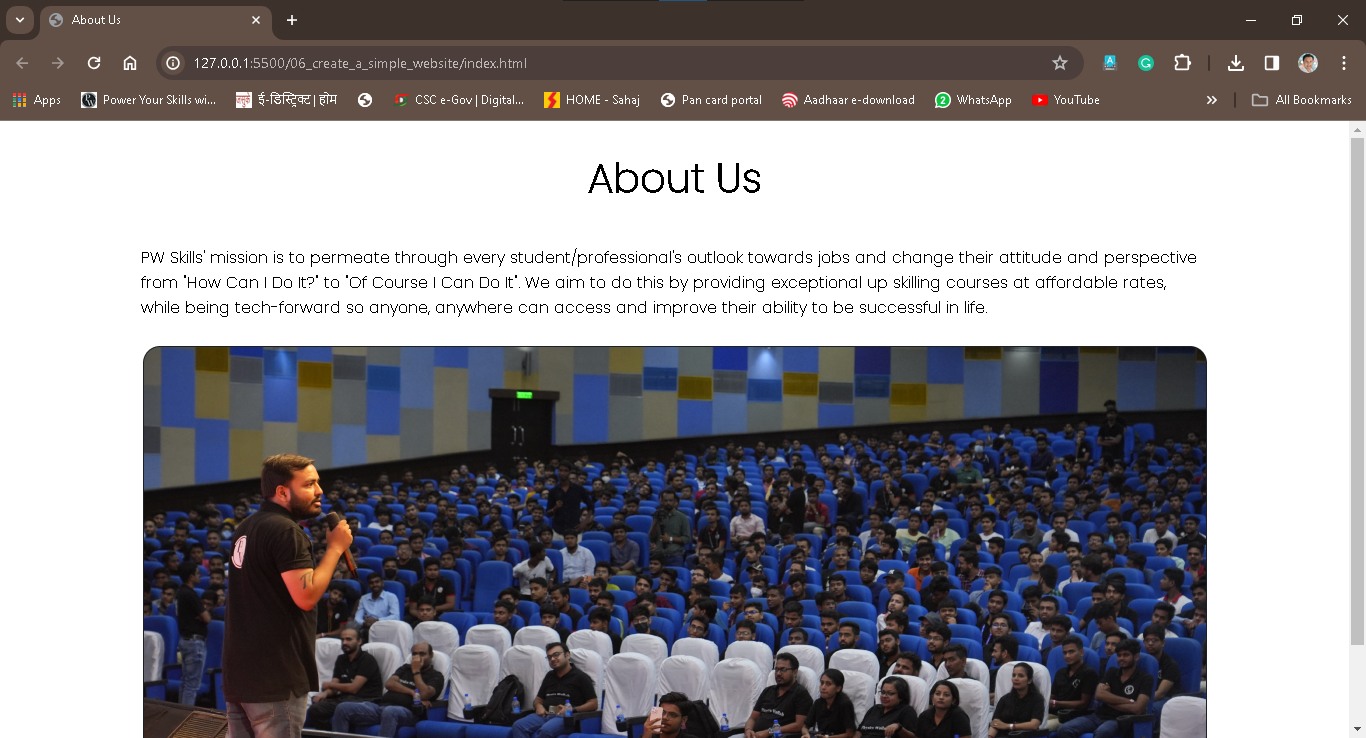 About Us
127.0.0.1:5500/06_create_a_simple_website/index.html
Apps
Power Your Skills wi...
ई-डिस्ट्रिक्ट | होम
CSC e-Gov | Digital...
HOME - Sahaj
Pan card portal
Aadhaar e-download
2
WhatsApp
YouTube
All Bookmarks
About Us
PW Skills' mission is to permeate through every student/professional's outlook towards jobs and change their attitude and perspective
from "How Can I Do It?" to "Of Course I Can Do It". We aim to do this by providing exceptional up skilling courses at affordable rates,
while being tech-forward so anyone, anywhere can access and improve their ability to be successful in life.